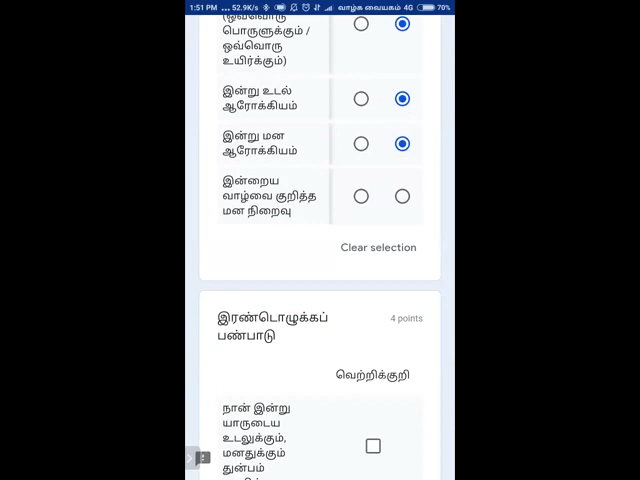 1:51 PM ... 52.9K/s வாழ்க வையகம் 4G 70%
(ஒவ்வொரு
பொருளுக்கும் /
ஒவ்வொரு
உயிர்க்கும்)
இன்று உடல்
ஆரோக்கியம்
இன்று மன
ஆரோக்கியம்
இன்றைய
வாழ்வை குறித்த
மன நிறைவு
Clear selection
இரண்டொழுக்கப் 4 points
பண்பாடு
வெற்றிக்குறி
நான் இன்று
யாருடைய
உடலுக்கும்,
மனதுக்கும்
துன்பம்